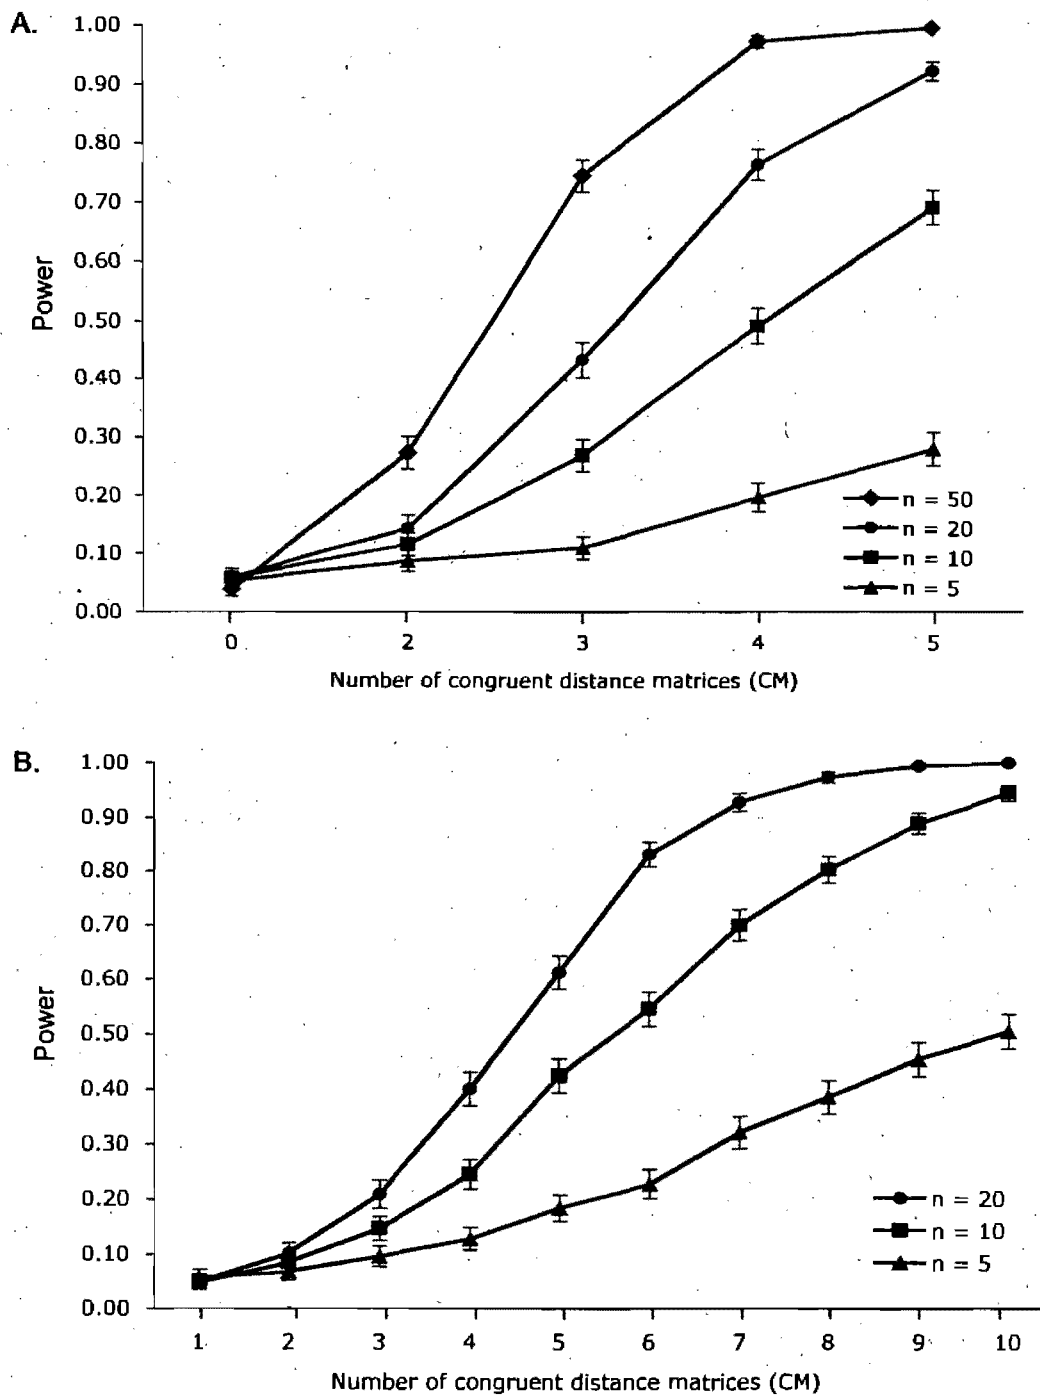 A.
1.00
0.90
0.80
0.70
0.60
0.50
0.40
0.30
0.20
0.10
0.00
Power
n = 50
n = 20
n = 10
n = 5
0 2 3 4 5
Number of congruent distance matrices (CM)
B.
1.00
0.90
0.80
0.70
0.60
0.50
0.40
0.30
0.20
0.10
0.00
Power
n = 20
n = 10
n = 5
1 2 3 4 5 6 7 8 9 10
Number of congruent distance matrices (CM)